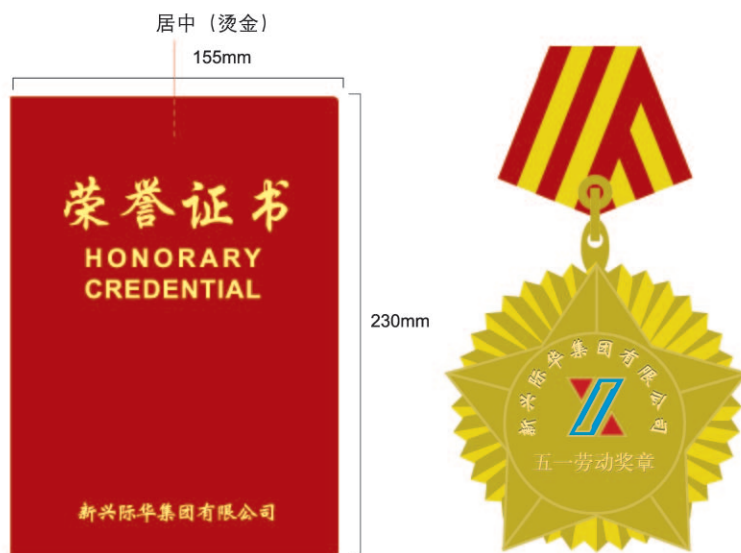 居中（烫金）
155mm
荣誉证书
HONORARY
CREDENTIAL
230mm
新兴际华集团有限公司
新兴际华集团有限公司
五一劳动奖章